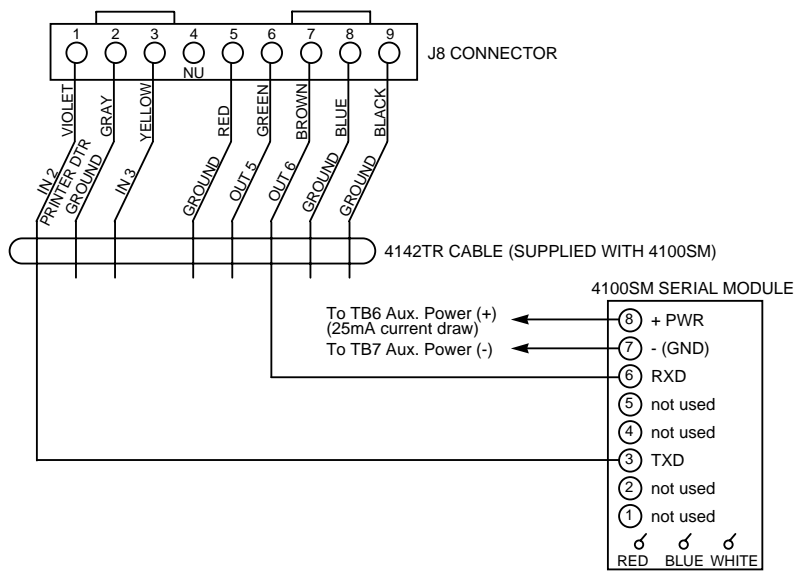 1 2 3 4 5 6 7 8 9
NU
J8 CONNECTOR
VIOLET
GRAY
YELLOW
RED
GREEN
BROWN
BLUE
BLACK
IN 2
PRINTER DTR
GROUND
IN 3
GROUND
OUT 5
OUT 6
GROUND
GROUND
4142TR CABLE (SUPPLIED WITH 4100SM)
4100SM SERIAL MODULE
To TB6 Aux. Power (+)
(25mA current draw)
To TB7 Aux. Power (-)
8 + PWR
7 - (GND)
6 RXD
5 not used
4 not used
3 TXD
2 not used
1 not used
RED BLUE WHITE